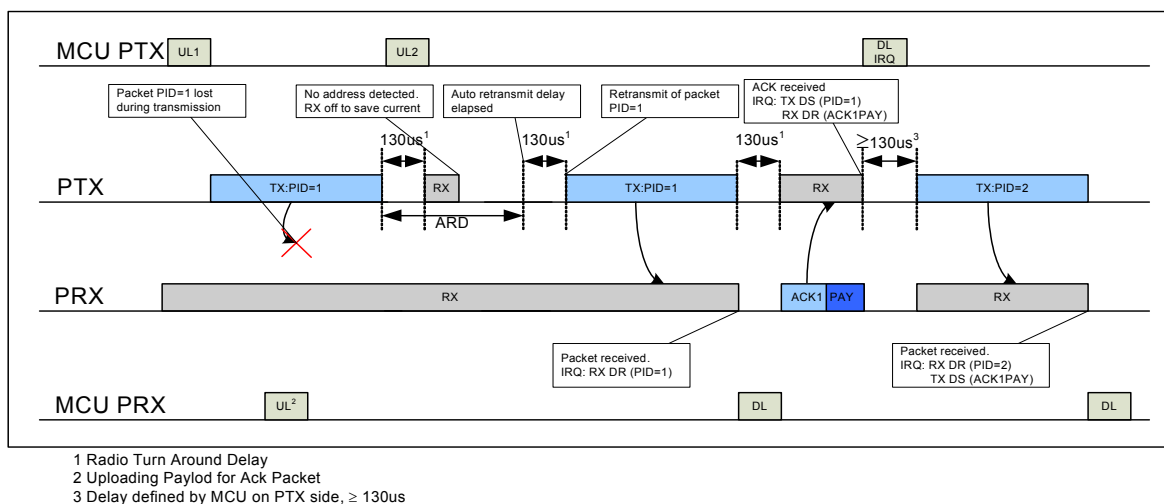 MCU PTX
UL1
UL2
DL
IRQ
Packet PID=1 lost
during transmission
No address detected.
RX off to save current
Auto retransmit delay
elapsed
Retransmit of packet
PID=1
ACK received
IRQ: TX DS (PID=1)
RX DR (ACK1PAY)
130us1
130us1
130us1
≥130us3
PTX
TX:PID=1
RX
TX:PID=1
RX
TX:PID=2
ARD
PRX
RX
ACK1
PAY
RX
Packet received.
IRQ: RX DR (PID=1)
Packet received.
IRQ: RX DR (PID=2)
TX DS (ACK1PAY)
MCU PRX
UL2
DL
DL
1 Radio Turn Around Delay
2 Uploading Paylod for Ack Packet
3 Delay defined by MCU on PTX side, ≥ 130us